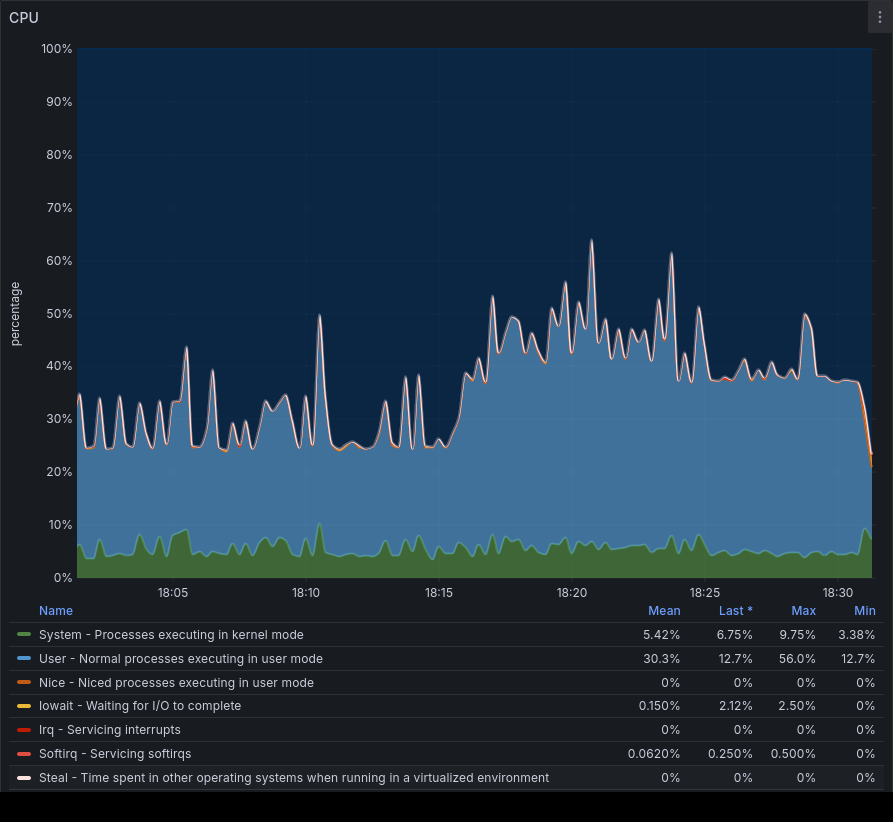 CPU
100%
90%
80%
70%
60%
50%
40%
30%
20%
10%
0%
percentage
18:05 18:10 18:15 18:20 18:25 18:30
Name Mean Last * Max Min
System - Processes executing in kernel mode 5.42% 6.75% 9.75% 3.38%
User - Normal processes executing in user mode 30.3% 12.7% 56.0% 12.7%
Nice - Niced processes executing in user mode 0% 0% 0% 0%
Iowait - Waiting for I/O to complete 0.150% 2.12% 2.50% 0%
Irq - Servicing interrupts 0% 0% 0% 0%
Softirq - Servicing softirqs 0.0620% 0.250% 0.500% 0%
Steal - Time spent in other operating systems when running in a virtualized environment 0% 0% 0% 0%